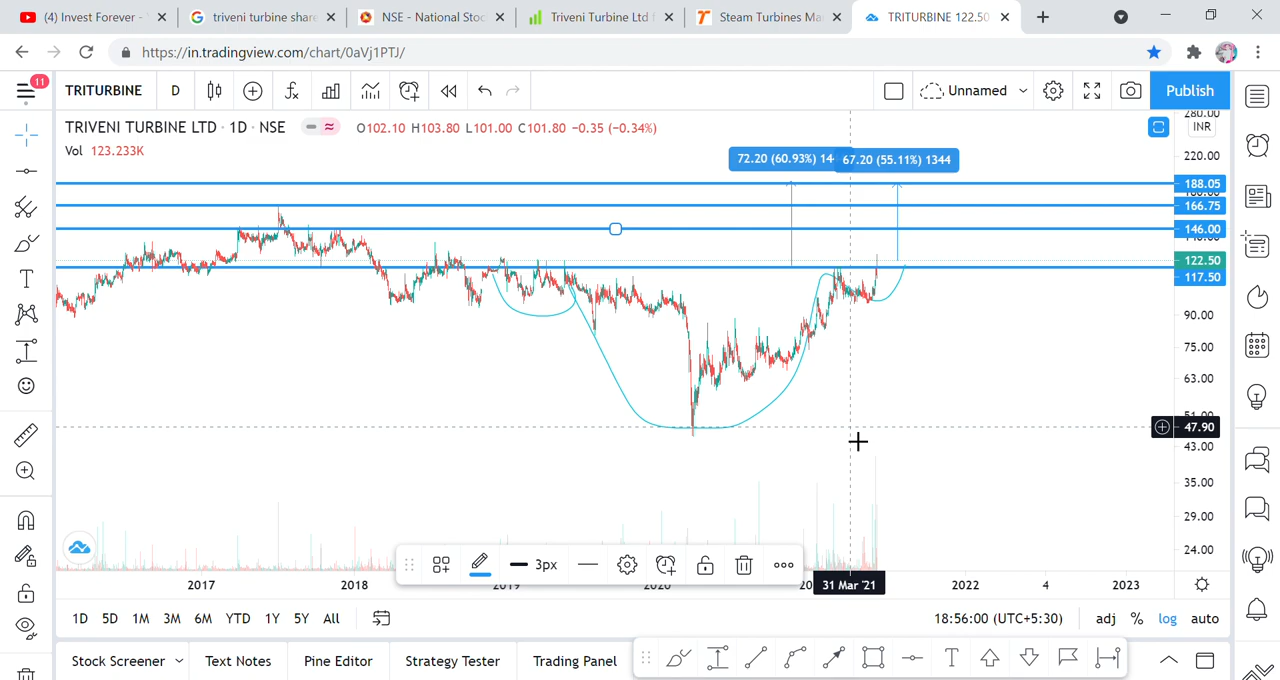 (4) Invest Forever -
triveni turbine share
NSE - National Stoc
Triveni Turbine Ltd f
Steam Turbines Ma
TRITURBINE 122.50
https://in.tradingview.com/chart/0aVj1PTJ/
11
TRITURBINE
D
Unnamed
Publish
TRIVENI TURBINE LTD · 1D · NSE
O102.10 H103.80 L101.00 C101.80 −0.35 (−0.34%)
Vol 123.233K
280.00
INR
220.00
72.20 (60.93%) 14
67.20 (55.11%) 1344
188.05
166.75
146.00
122.50
117.50
90.00
75.00
63.00
51.00
47.90
43.00
35.00
29.00
24.00
3px
2017
2018
2019
2020
31 Mar '21
2022
4
2023
1D
5D
1M
3M
6M
YTD
1Y
5Y
All
18:56:00 (UTC+5:30)
adj
%
log
auto
Stock Screener
Text Notes
Pine Editor
Strategy Tester
Trading Panel